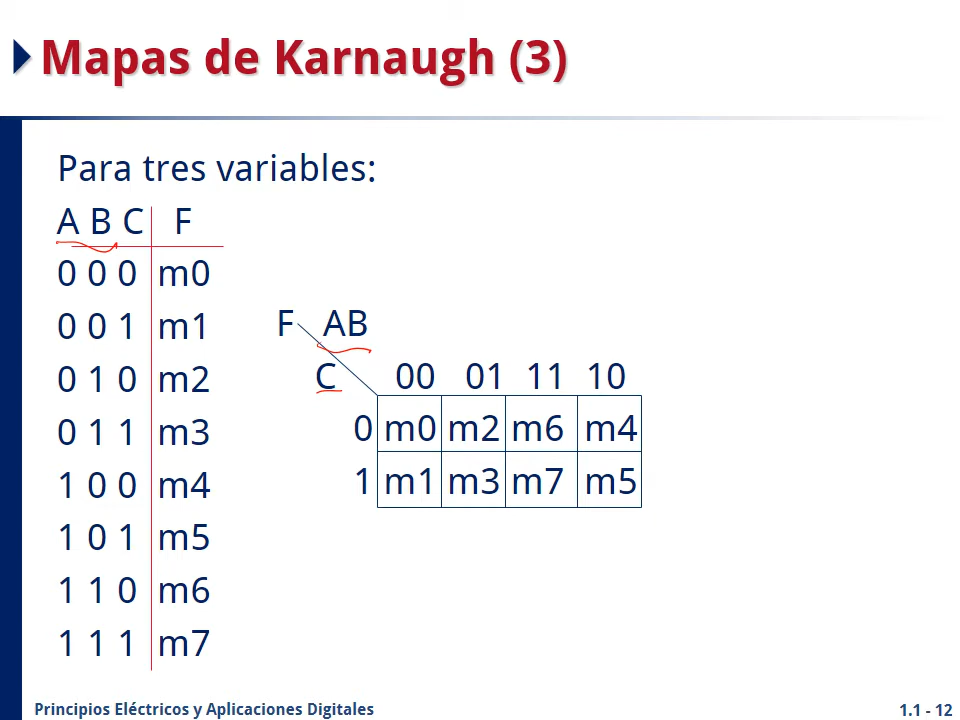 Mapas de Karnaugh (3)
Para tres variables:
A B C F
0 0 0 m0
0 0 1 m1
0 1 0 m2
0 1 1 m3
1 0 0 m4
1 0 1 m5
1 1 0 m6
1 1 1 m7
F AB
C 00 01 11 10
0 m0 m2 m6 m4
1 m1 m3 m7 m5
Principios Eléctricos y Aplicaciones Digitales
1.1 - 12